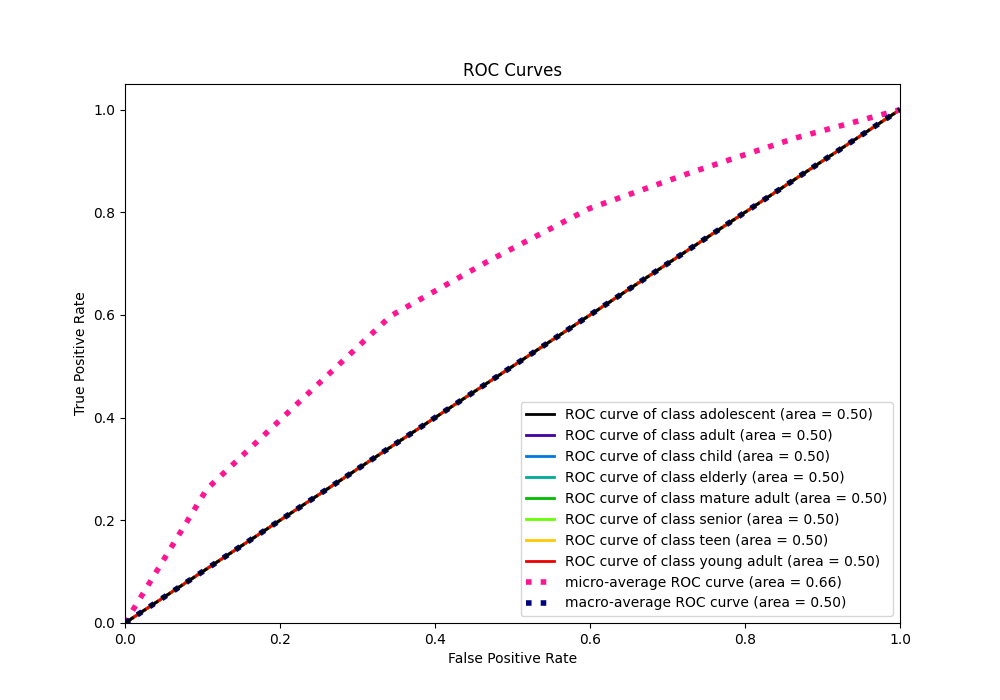 ROC Curves
True Positive Rate
1.0
0.8
0.6
0.4
0.2
0.0
0.0 0.2 0.4 0.6 0.8 1.0
False Positive Rate
ROC curve of class adolescent (area = 0.50)
ROC curve of class adult (area = 0.50)
ROC curve of class child (area = 0.50)
ROC curve of class elderly (area = 0.50)
ROC curve of class mature adult (area = 0.50)
ROC curve of class senior (area = 0.50)
ROC curve of class teen (area = 0.50)
ROC curve of class young adult (area = 0.50)
micro-average ROC curve (area = 0.66)
macro-average ROC curve (area = 0.50)